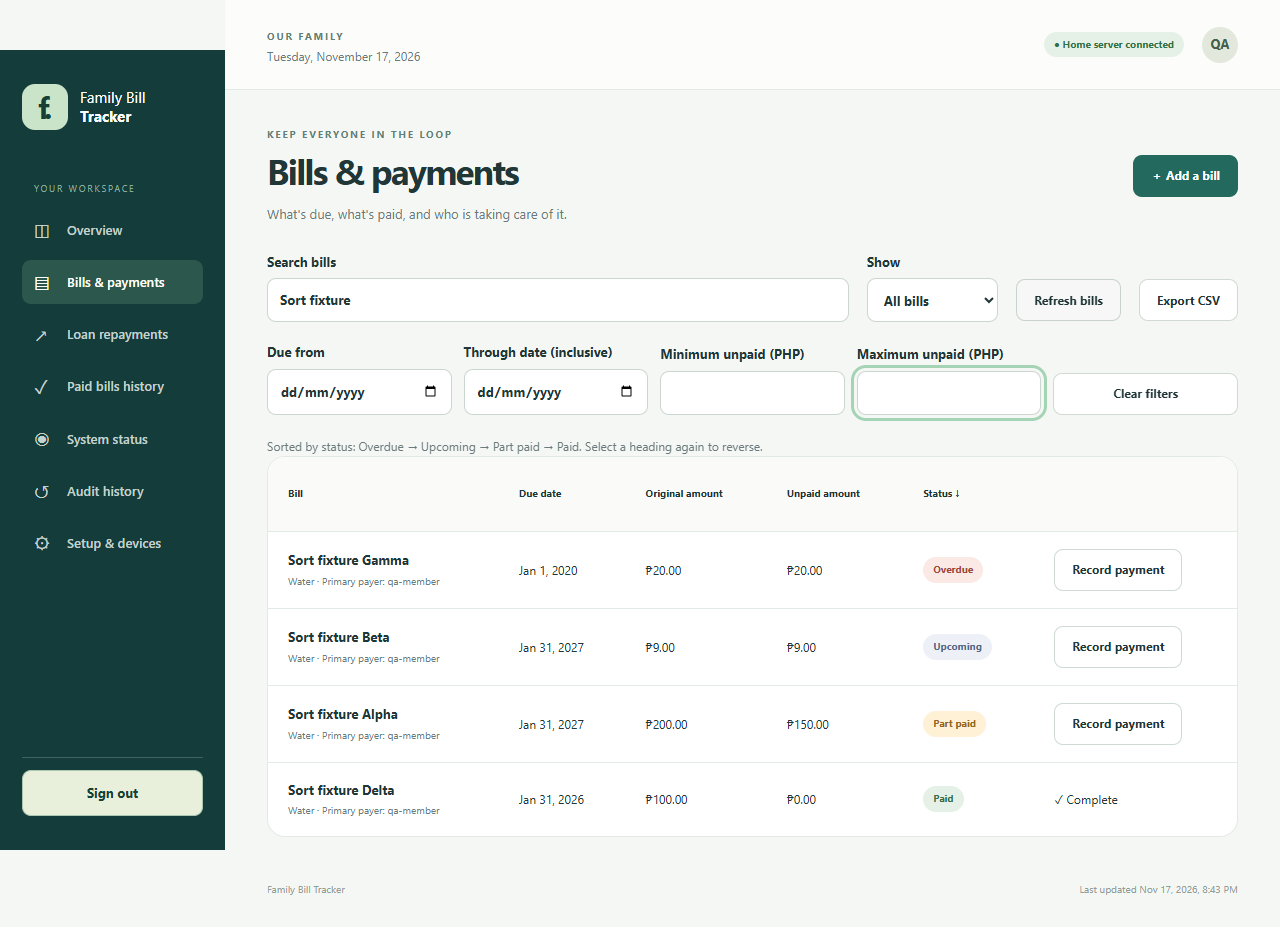 OUR FAMILY
Tuesday, November 17, 2026
• Home server connected
QA
f.
Family Bill
Tracker
YOUR WORKSPACE
Overview
Bills & payments
Loan repayments
Paid bills history
System status
Audit history
Setup & devices
Sign out
KEEP EVERYONE IN THE LOOP
Bills & payments
What's due, what's paid, and who is taking care of it.
+ Add a bill
Search bills
Sort fixture
Show
All bills
Refresh bills
Export CSV
Due from
dd/mm/yyyy
Through date (inclusive)
dd/mm/yyyy
Minimum unpaid (PHP)
Maximum unpaid (PHP)
Clear filters
Sorted by status: Overdue → Upcoming → Part paid → Paid. Select a heading again to reverse.
Bill Due date Original amount Unpaid amount Status ↓
Sort fixture Gamma
Water · Primary payer: qa-member
Jan 1, 2020 ₱20.00 ₱20.00 Overdue Record payment
Sort fixture Beta
Water · Primary payer: qa-member
Jan 31, 2027 ₱9.00 ₱9.00 Upcoming Record payment
Sort fixture Alpha
Water · Primary payer: qa-member
Jan 31, 2027 ₱200.00 ₱150.00 Part paid Record payment
Sort fixture Delta
Water · Primary payer: qa-member
Jan 31, 2026 ₱100.00 ₱0.00 Paid ✓ Complete
Family Bill Tracker
Last updated Nov 17, 2026, 8:43 PM